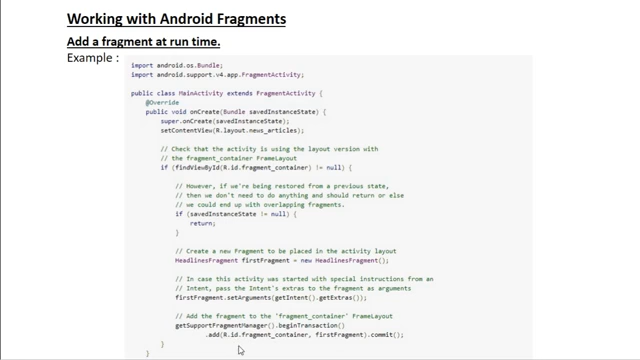 Working with Android Fragments
Add a fragment at run time.
Example :
import android.os.Bundle;
import android.support.v4.app.FragmentActivity;
public class MainActivity extends FragmentActivity {
@Override
public void onCreate(Bundle savedInstanceState) {
super.onCreate(savedInstanceState);
setContentView(R.layout.news_articles);
// Check that the activity is using the layout version with
// the fragment_container FrameLayout
if (findViewById(R.id.fragment_container) != null) {
// However, if we're being restored from a previous state,
// then we don't need to do anything and should return or else
// we could end up with overlapping fragments.
if (savedInstanceState != null) {
return;
}
// Create a new Fragment to be placed in the activity layout
HeadlinesFragment firstFragment = new HeadlinesFragment();
// In case this activity was started with special instructions from an
// Intent, pass the Intent's extras to the fragment as arguments
firstFragment.setArguments(getIntent().getExtras());
// Add the fragment to the 'fragment_container' FrameLayout
getSupportFragmentManager().beginTransaction()
.add(R.id.fragment_container, firstFragment).commit();
}
}